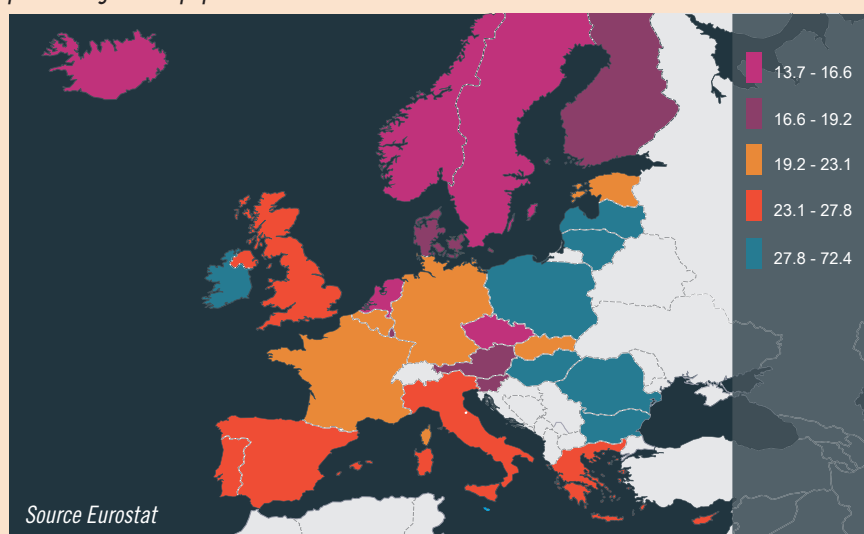 13.7 - 16.6
16.6 - 19.2
19.2 - 23.1
23.1 - 27.8
27.8 - 72.4
Source Eurostat